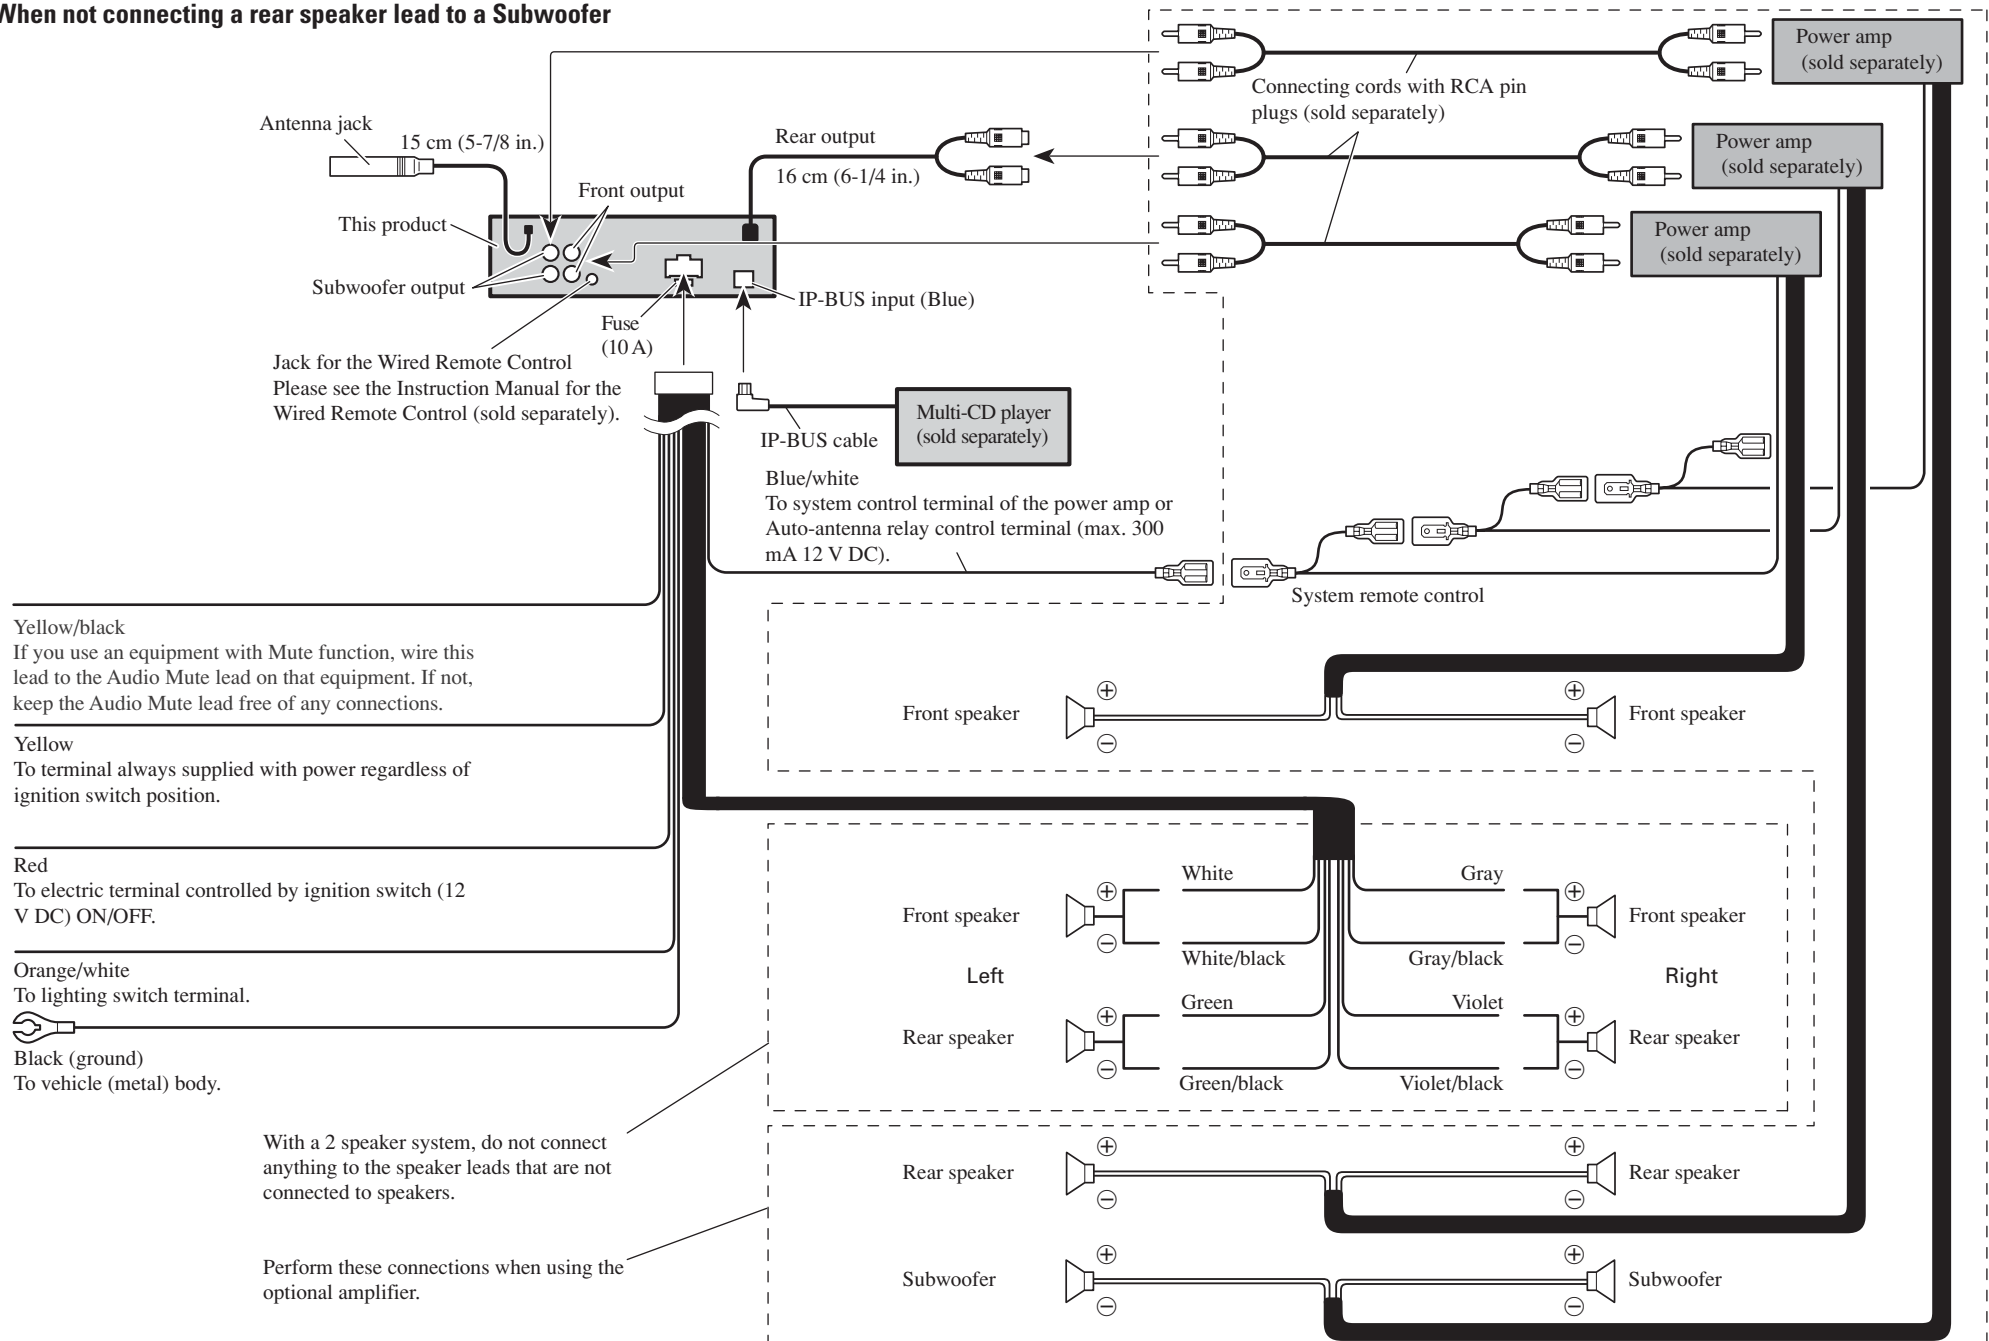 When not connecting a rear speaker lead to a Subwoofer
Power amp
(sold separately)
Connecting cords with RCA pin
plugs (sold separately)
Antenna jack
15 cm (5-7/8 in.)
Rear output
16 cm (6-1/4 in.)
Power amp
(sold separately)
Front output
This product
Power amp
(sold separately)
Subwoofer output
IP-BUS input (Blue)
Fuse
(10 A)
Jack for the Wired Remote Control
Please see the Instruction Manual for the
Wired Remote Control (sold separately).
Multi-CD player
(sold separately)
IP-BUS cable
Blue/white
To system control terminal of the power amp or
Auto-antenna relay control terminal (max. 300
mA 12 V DC).
System remote control
Yellow/black
If you use an equipment with Mute function, wire this
lead to the Audio Mute lead on that equipment. If not,
keep the Audio Mute lead free of any connections.
Yellow
To terminal always supplied with power regardless of
ignition switch position.
Red
To electric terminal controlled by ignition switch (12
V DC) ON/OFF.
Orange/white
To lighting switch terminal.
Black (ground)
To vehicle (metal) body.
With a 2 speaker system, do not connect
anything to the speaker leads that are not
connected to speakers.
Perform these connections when using the
optional amplifier.
Front speaker
+
−
+
−
Front speaker
White
Gray
Front speaker
+
−
+
−
Front speaker
White/black
Gray/black
Left
Right
Green
Violet
Rear speaker
+
−
+
−
Rear speaker
Green/black
Violet/black
Rear speaker
+
−
+
−
Rear speaker
Subwoofer
+
−
+
−
Subwoofer